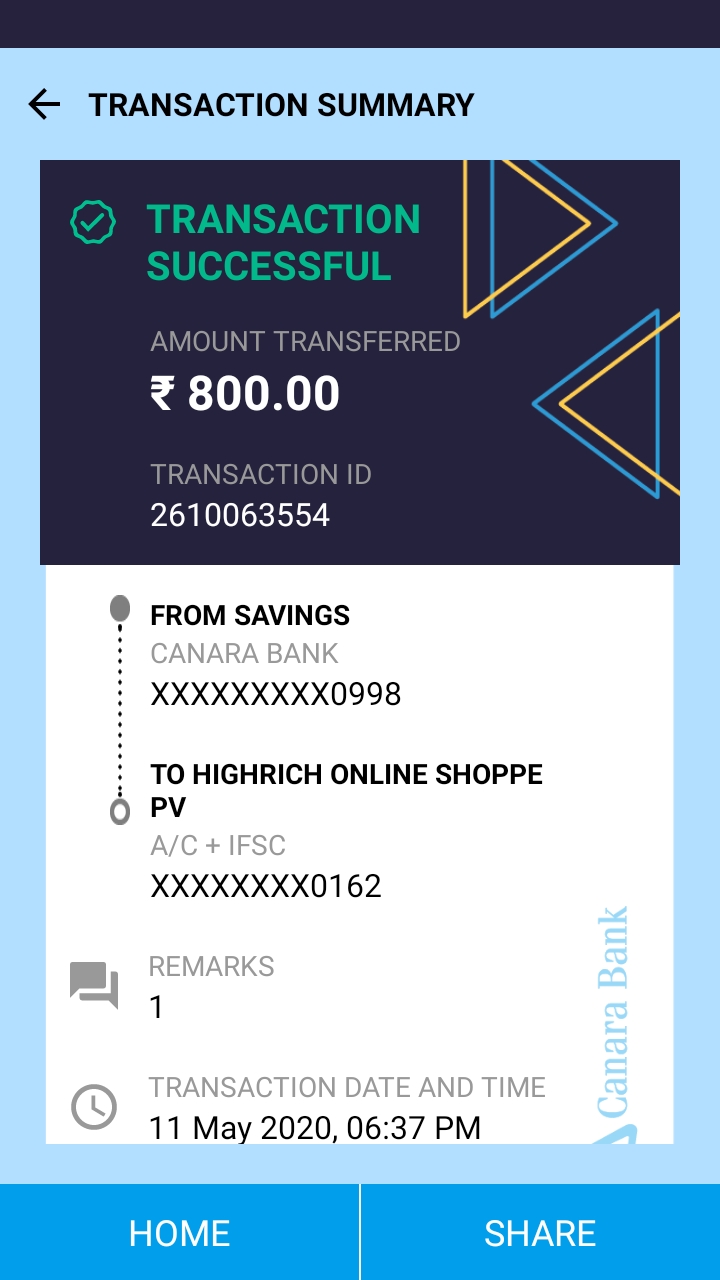 TRANSACTION SUMMARY
TRANSACTION
SUCCESSFUL
AMOUNT TRANSFERRED
₹ 800.00
TRANSACTION ID
2610063554
FROM SAVINGS
CANARA BANK
XXXXXXXXX0998
TO HIGHRICH ONLINE SHOPPE
PV
A/C + IFSC
XXXXXXXX0162
REMARKS
1
TRANSACTION DATE AND TIME
11 May 2020, 06:37 PM
Canara Bank
HOME
SHARE